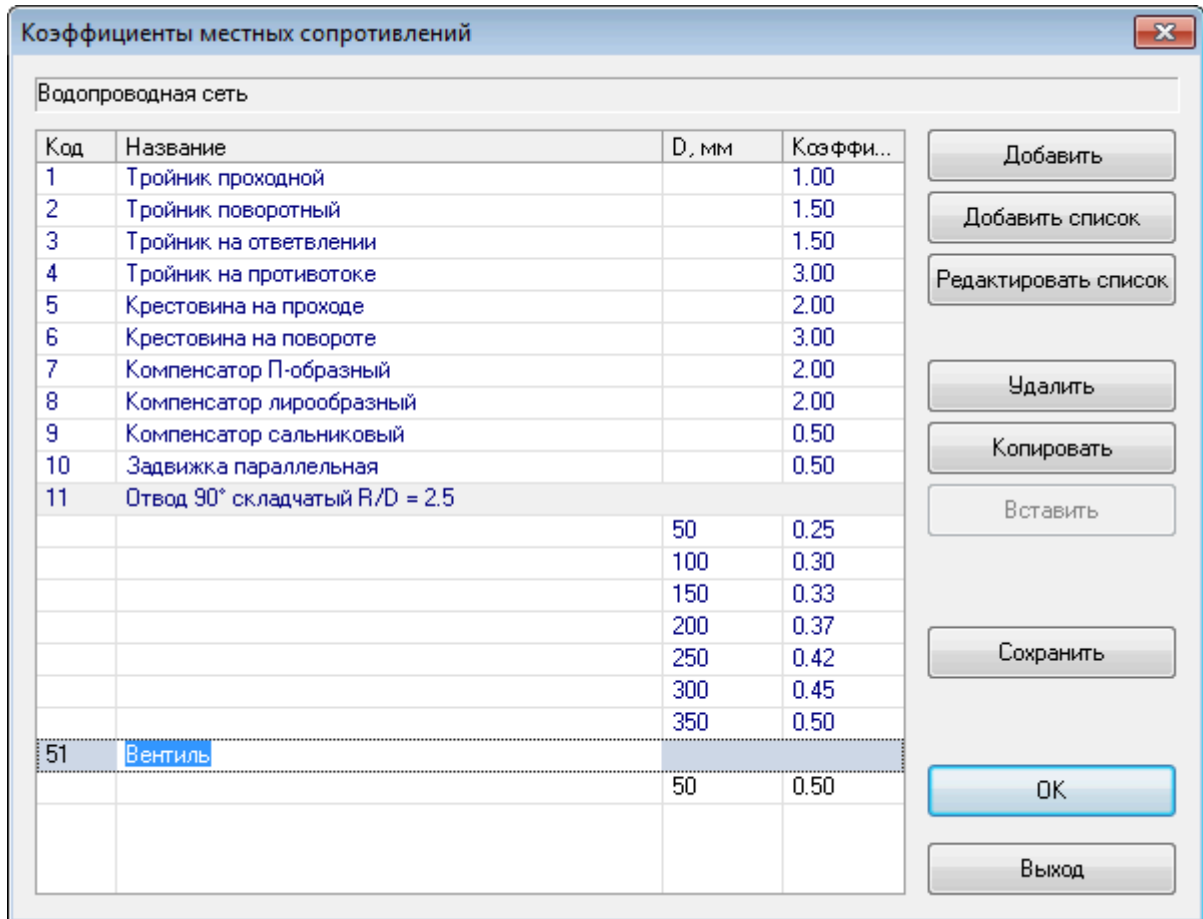 Коэффициенты местных сопротивлений
Водопроводная сеть
Код Название D, мм Коэффи...
1 Тройник проходной 1.00
2 Тройник поворотный 1.50
3 Тройник на ответвлении 1.50
4 Тройник на противотоке 3.00
5 Крестовина на проходе 2.00
6 Крестовина на повороте 3.00
7 Компенсатор П-образный 2.00
8 Компенсатор лирообразный 2.00
9 Компенсатор сальниковый 0.50
10 Задвижка параллельная 0.50
11 Отвод 90° складчатый R/D = 2.5
50 0.25
100 0.30
150 0.33
200 0.37
250 0.42
300 0.45
350 0.50
51 Вентиль
50 0.50
Добавить
Добавить список
Редактировать список
Удалить
Копировать
Вставить
Сохранить
OK
Выход